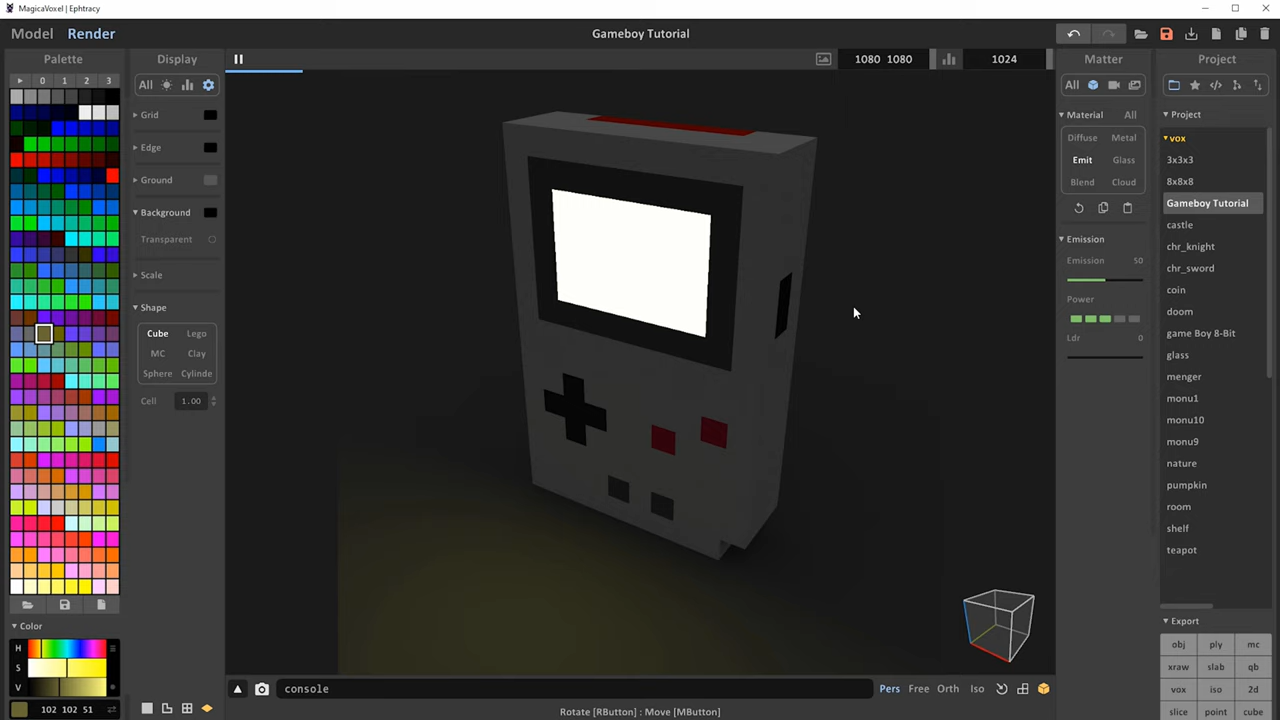 MagicaVoxel | Ephtracy
Model Render
Gameboy Tutorial
Palette
0 1 2 3
Color
H
S
V
102 102 51
Display
All
Grid
Edge
Ground
Background
Transparent
Scale
Shape
Cube Lego
MC Clay
Sphere Cylinde
Cell 1.00
1080 1080
1024
console
Pers Free Orth Iso
Rotate [RButton] : Move [MButton]
Matter
All
Material All
Diffuse Metal
Emit Glass
Blend Cloud
Emission
Emission 50
Power
Ldr 0
Project
Project
vox
3x3x3
8x8x8
Gameboy Tutorial
castle
chr_knight
chr_sword
coin
doom
game Boy 8-Bit
glass
menger
monu1
monu10
monu9
nature
pumpkin
room
shelf
teapot
Export
obj ply mc
xraw slab qb
vox iso 2d
slice point cube